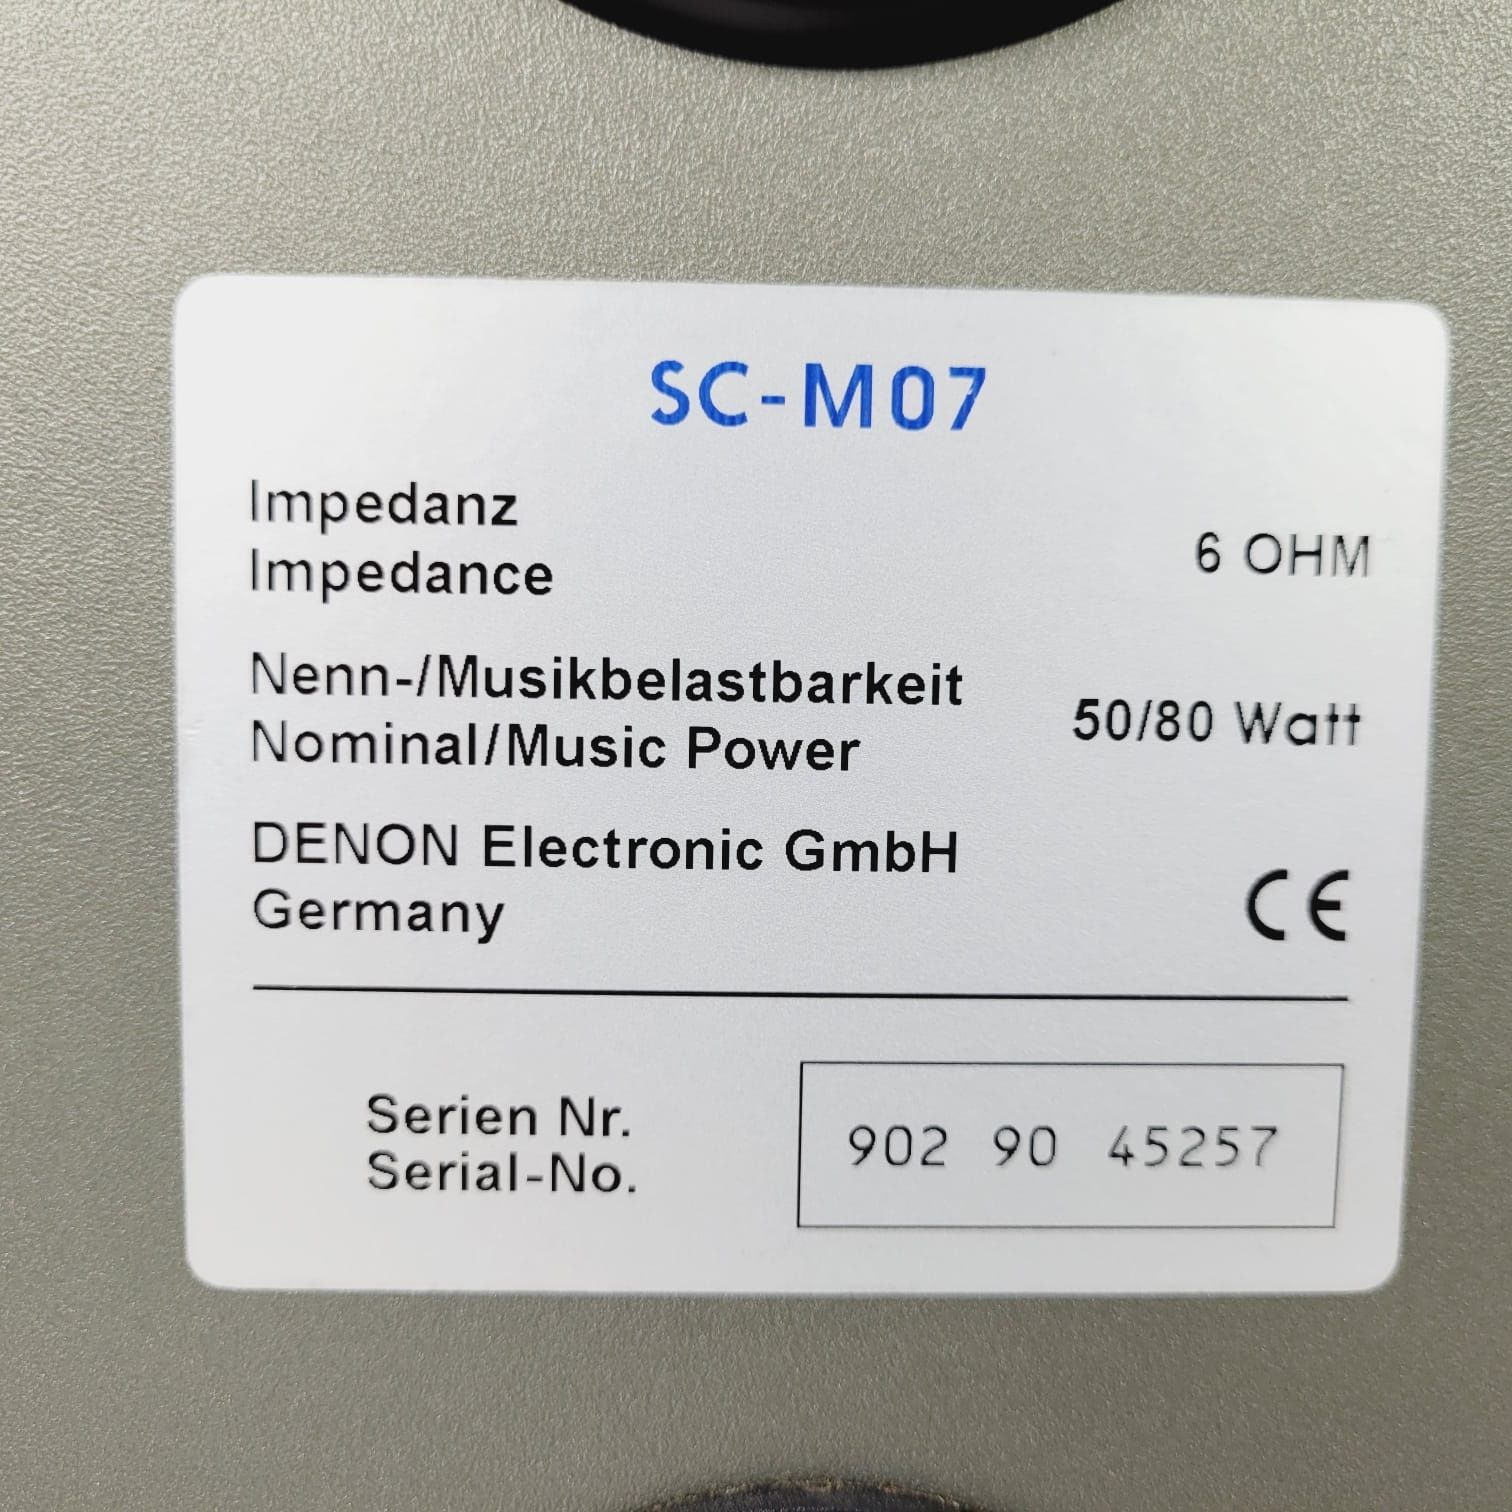 SC-M07
Impedanz
Impedance
6 OHM
Nenn-/Musikbelastbarkeit
Nominal/Music Power
50/80 Watt
DENON Electronic GmbH
Germany
CE
Serien Nr.
Serial-No.
902 90 45257